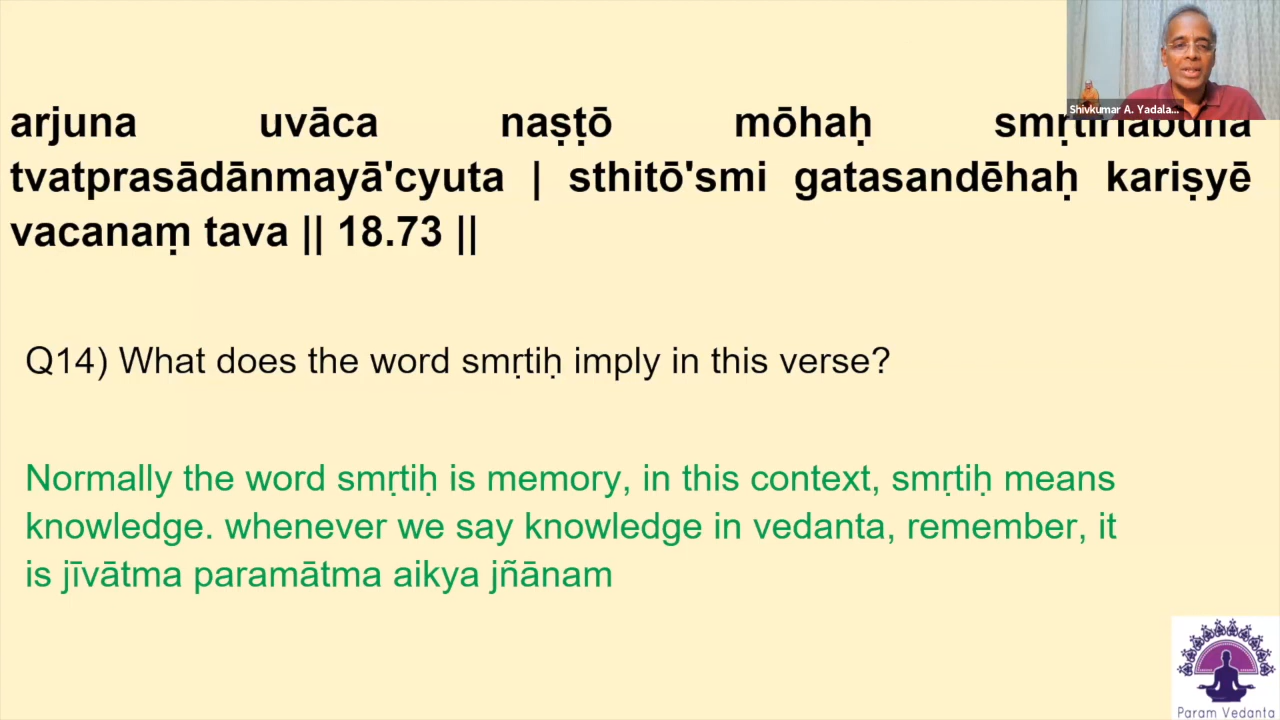 Shivkumar A. Yadala...
arjuna uvāca naṣṭō mōhaḥ
tvatprasādānmayā'cyuta | sthitō'smi gatasandēhaḥ kariṣyē
vacanaṃ tava || 18.73 ||
Q14) What does the word smṛtiḥ imply in this verse?
Normally the word smṛtiḥ is memory, in this context, smṛtiḥ means
knowledge. whenever we say knowledge in vedanta, remember, it
is jīvātma paramātma aikya jñānam
Param Vedanta